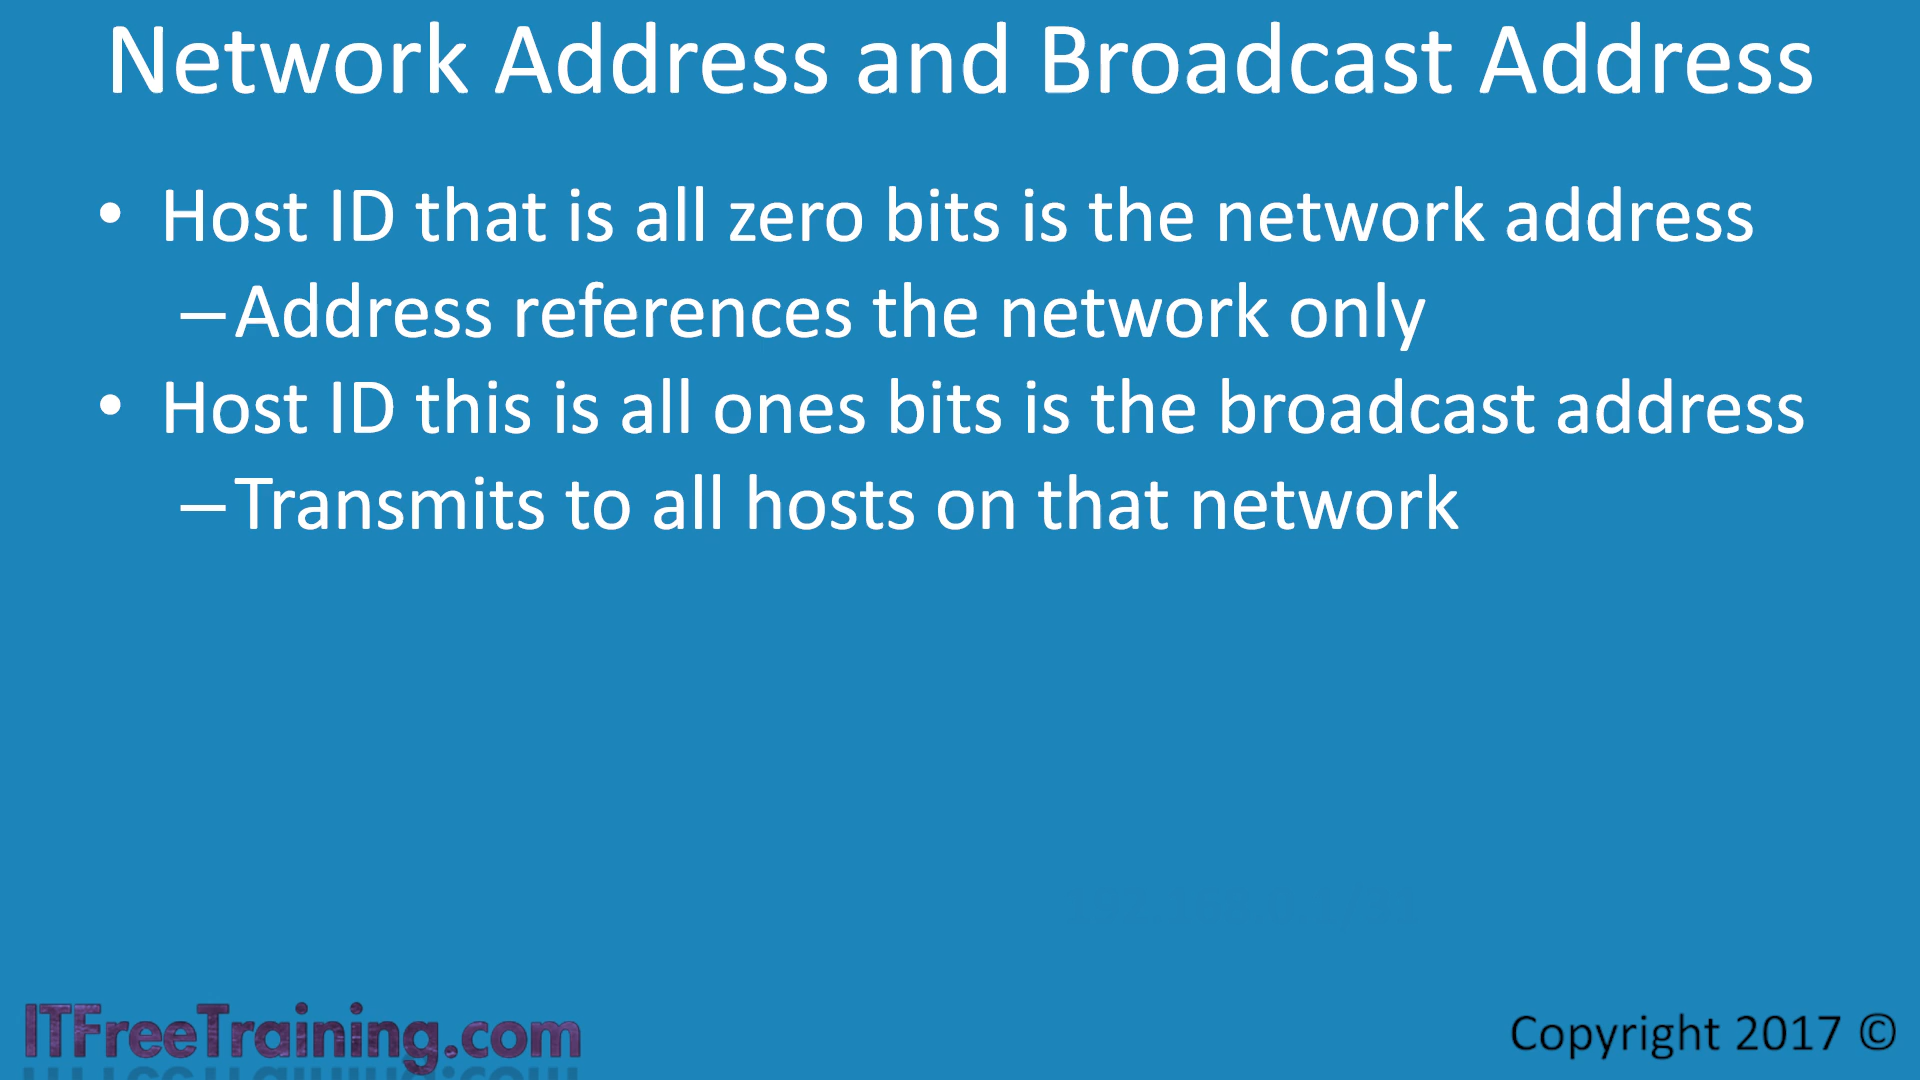 Network Address and Broadcast Address
• Host ID that is all zero bits is the network address
–Address references the network only
• Host ID this is all ones bits is the broadcast address
–Transmits to all hosts on that network
ITFreeTraining.com
Copyright 2017 ©